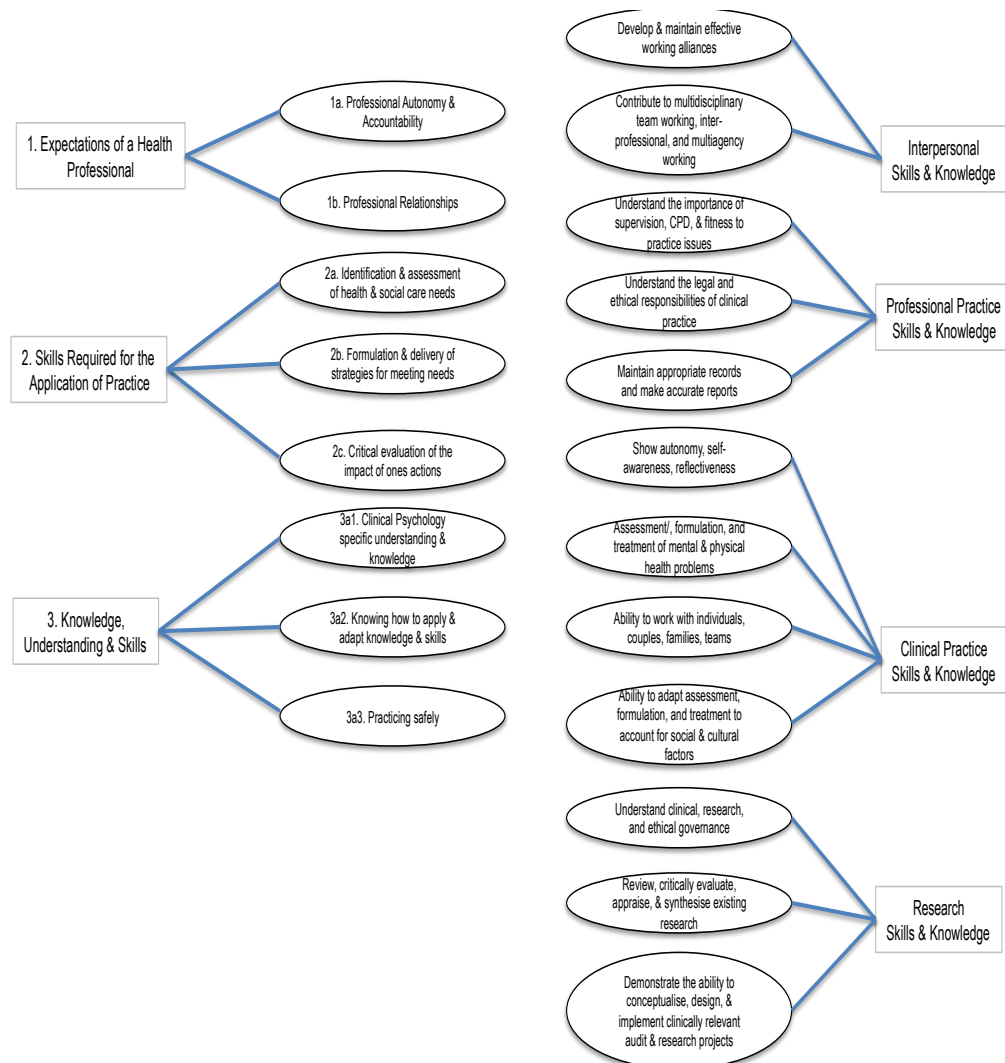 1. Expectations of a Health
Professional
1a. Professional Autonomy &
Accountability
1b. Professional Relationships
2. Skills Required for the
Application of Practice
2a. Identification & assessment
of health & social care needs
2b. Formulation & delivery of
strategies for meeting needs
2c. Critical evaluation of the
impact of ones actions
3. Knowledge,
Understanding & Skills
3a1. Clinical Psychology
specific understanding &
knowledge
3a2. Knowing how to apply &
adapt knowledge & skills
3a3. Practicing safely
Develop & maintain effective
working alliances
Contribute to multidisciplinary
team working, inter-
professional, and multiagency
working
Interpersonal
Skills & Knowledge
Understand the importance of
supervision, CPD, & fitness to
practice issues
Understand the legal and
ethical responsibilities of clinical
practice
Maintain appropriate records
and make accurate reports
Professional Practice
Skills & Knowledge
Show autonomy, self-
awareness, reflectiveness
Assessment/, formulation, and
treatment of mental & physical
health problems
Ability to work with individuals,
couples, families, teams
Ability to adapt assessment,
formulation, and treatment to
account for social & cultural
factors
Clinical Practice
Skills & Knowledge
Understand clinical, research,
and ethical governance
Review, critically evaluate,
appraise, & synthesise existing
research
Demonstrate the ability to
conceptualise, design, &
implement clinically relevant
audit & research projects
Research
Skills & Knowledge